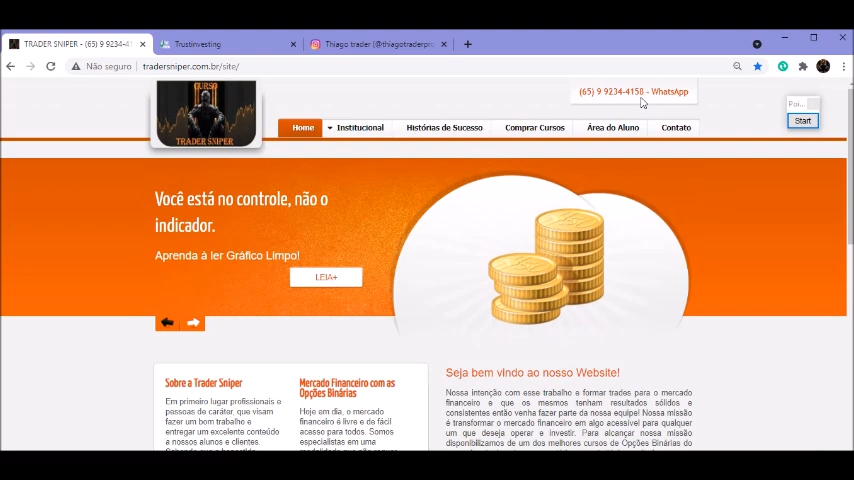 TRADER SNIPER - (65) 9 9234-41
Trustinvesting
Thiago trader (@thiagotraderpro
Não seguro
tradersniper.com.br/site/
CURSO
TRADER SNIPER
(65) 9 9234-4158 - WhatsApp
Poi...
Start
Home
Institucional
Histórias de Sucesso
Comprar Cursos
Área do Aluno
Contato
Você está no controle, não o
indicador.
Aprenda à ler Gráfico Limpo!
LEIA+
Sobre a Trader Sniper
Em primeiro lugar profissionais e
pessoas de caráter, que visam
fazer um bom trabalho e
entregar um excelente conteúdo
a nossos alunos e clientes.
Mercado Financeiro com as
Opções Binárias
Hoje em dia, o mercado
financeiro é livre e de fácil
acesso para todos. Somos
especialistas em uma
Seja bem vindo ao nosso Website!
Nossa intenção com esse trabalho e formar trades para o mercado
financeiro e que os mesmos tenham resultados sólidos e
consistentes então venha fazer parte da nossa equipe! Nossa missão
é transformar o mercado financeiro em algo acessível para qualquer
um que deseja operar e investir. Para alcançar nossa missão
disponibilizamos de um dos melhores cursos de Opções Binárias do